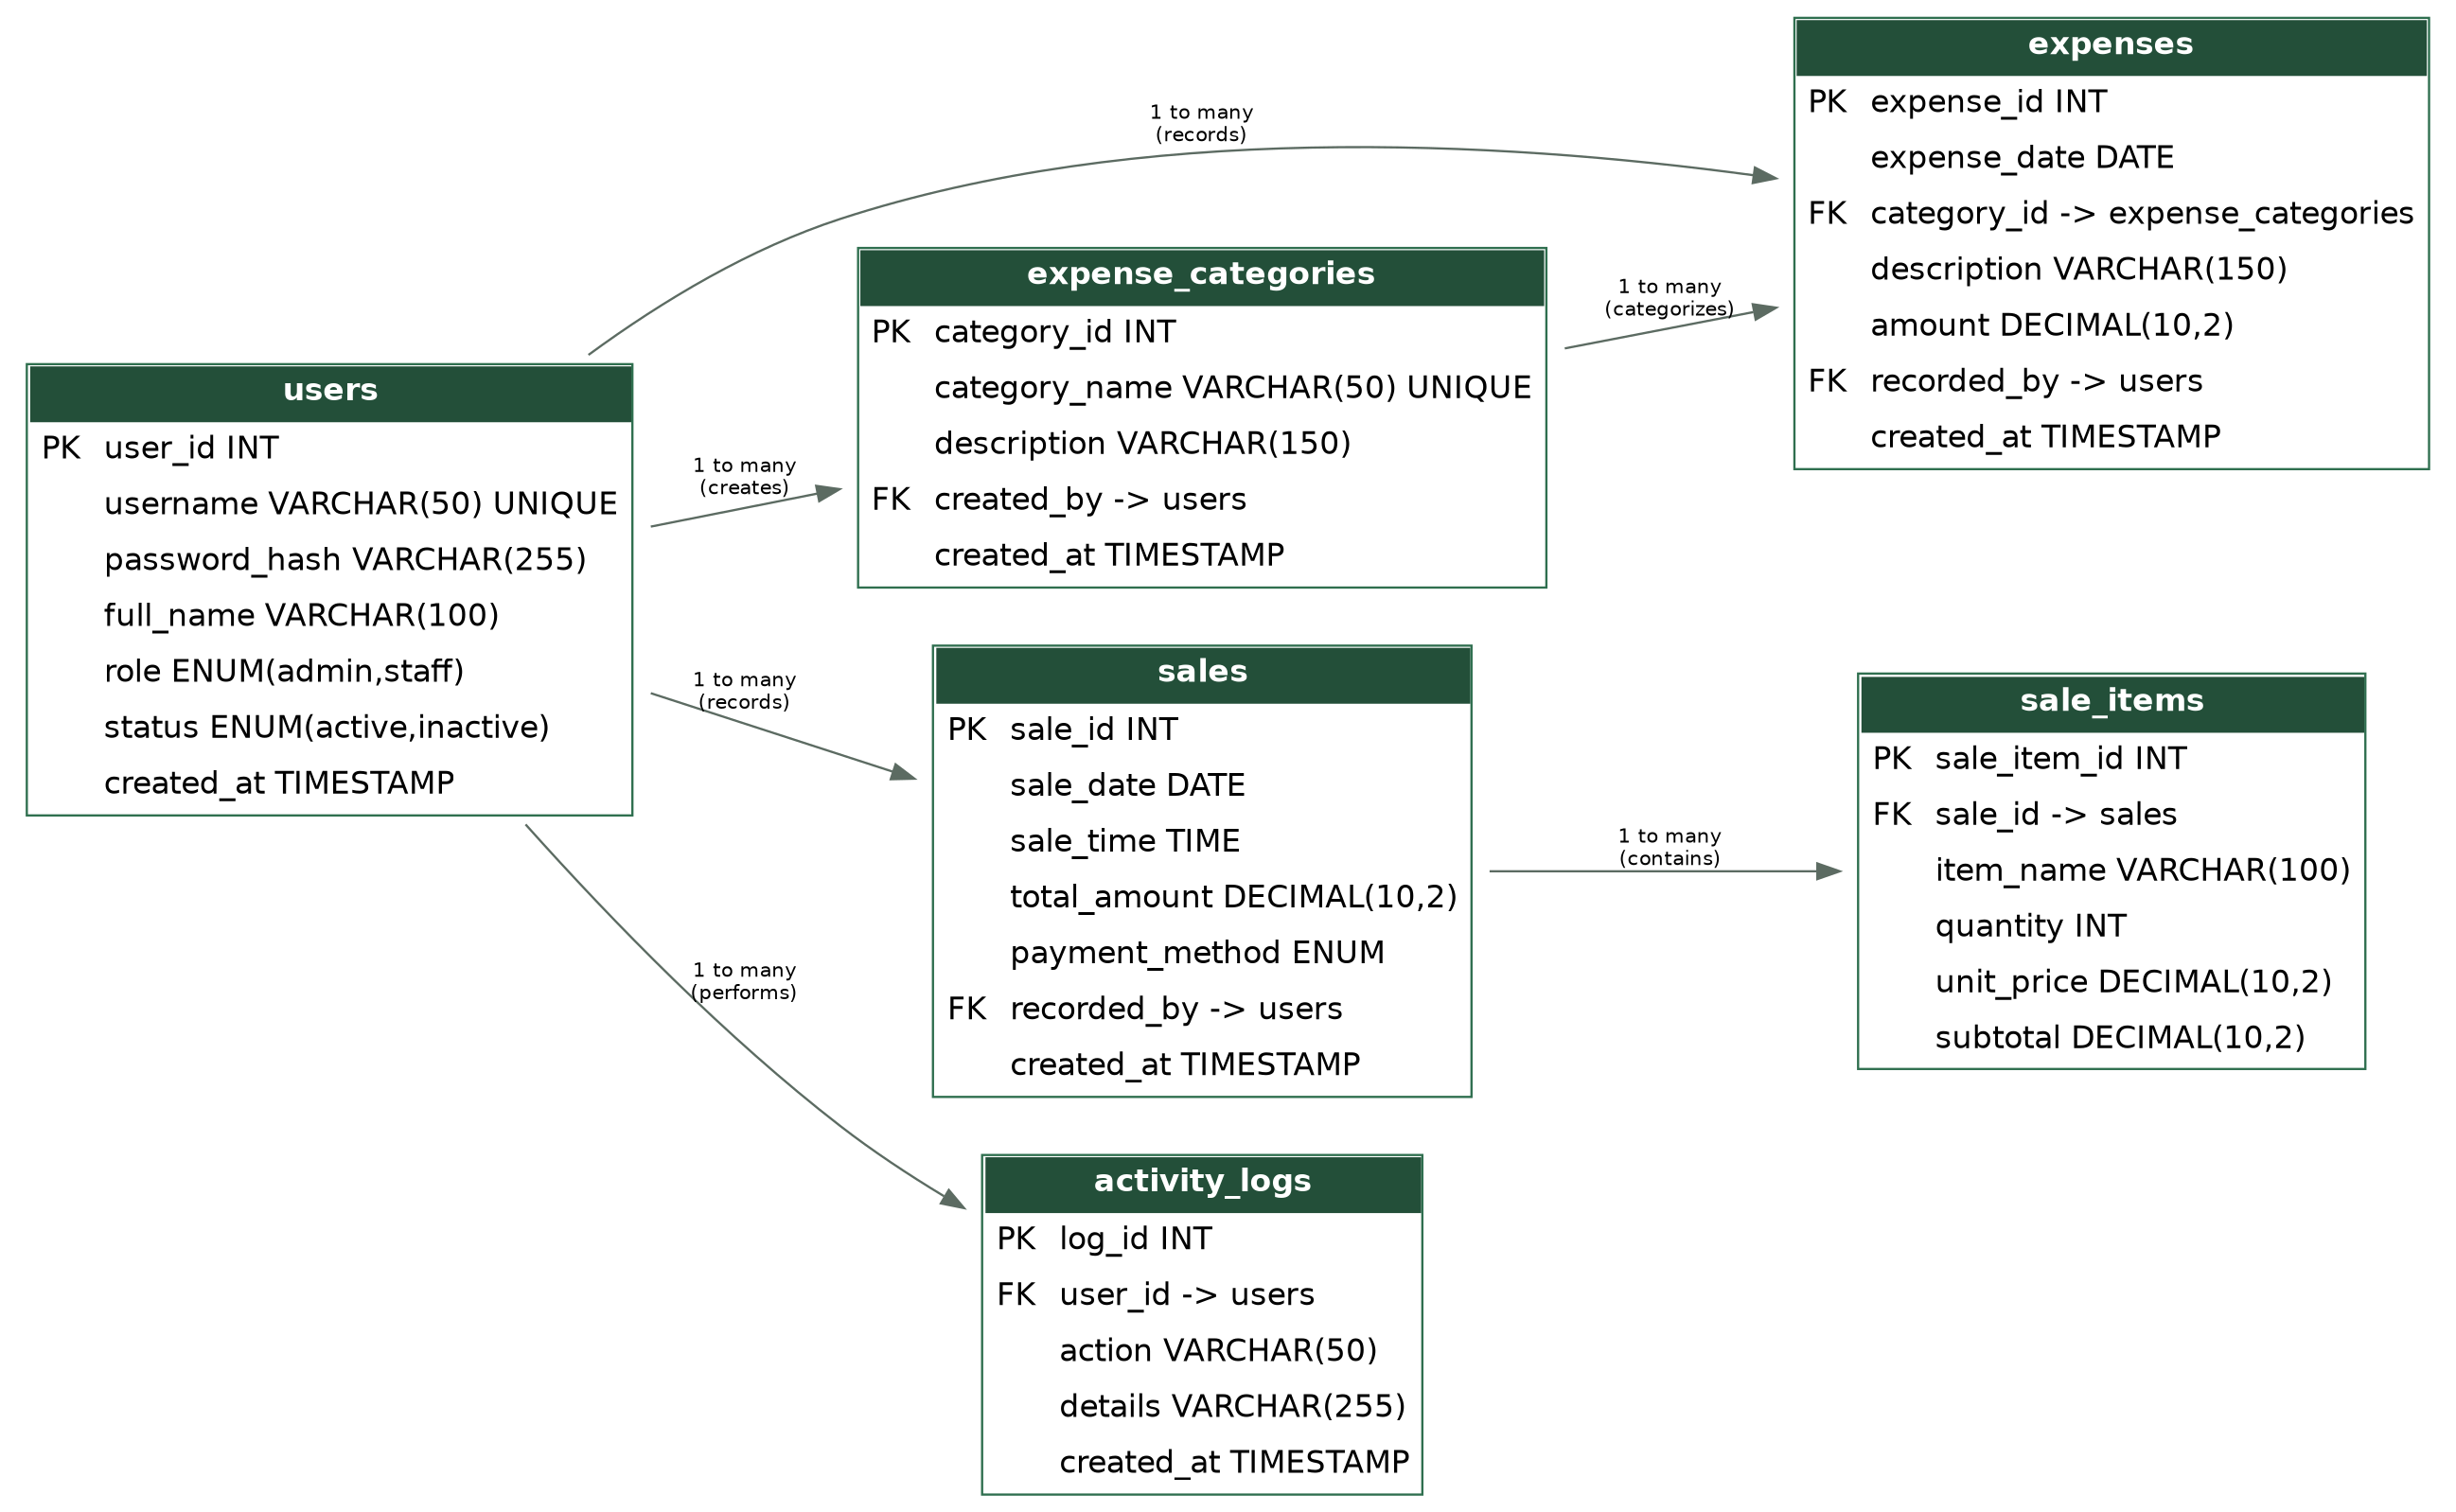 users
PK user_id INT
username VARCHAR(50) UNIQUE
password_hash VARCHAR(255)
full_name VARCHAR(100)
role ENUM(admin,staff)
status ENUM(active,inactive)
created_at TIMESTAMP
1 to many
(records)
1 to many
(creates)
1 to many
(records)
1 to many
(performs)
expense_categories
PK category_id INT
category_name VARCHAR(50) UNIQUE
description VARCHAR(150)
FK created_by -> users
created_at TIMESTAMP
sales
PK sale_id INT
sale_date DATE
sale_time TIME
total_amount DECIMAL(10,2)
payment_method ENUM
FK recorded_by -> users
created_at TIMESTAMP
activity_logs
PK log_id INT
FK user_id -> users
action VARCHAR(50)
details VARCHAR(255)
created_at TIMESTAMP
1 to many
(categorizes)
1 to many
(contains)
expenses
PK expense_id INT
expense_date DATE
FK category_id -> expense_categories
description VARCHAR(150)
amount DECIMAL(10,2)
FK recorded_by -> users
created_at TIMESTAMP
sale_items
PK sale_item_id INT
FK sale_id -> sales
item_name VARCHAR(100)
quantity INT
unit_price DECIMAL(10,2)
subtotal DECIMAL(10,2)